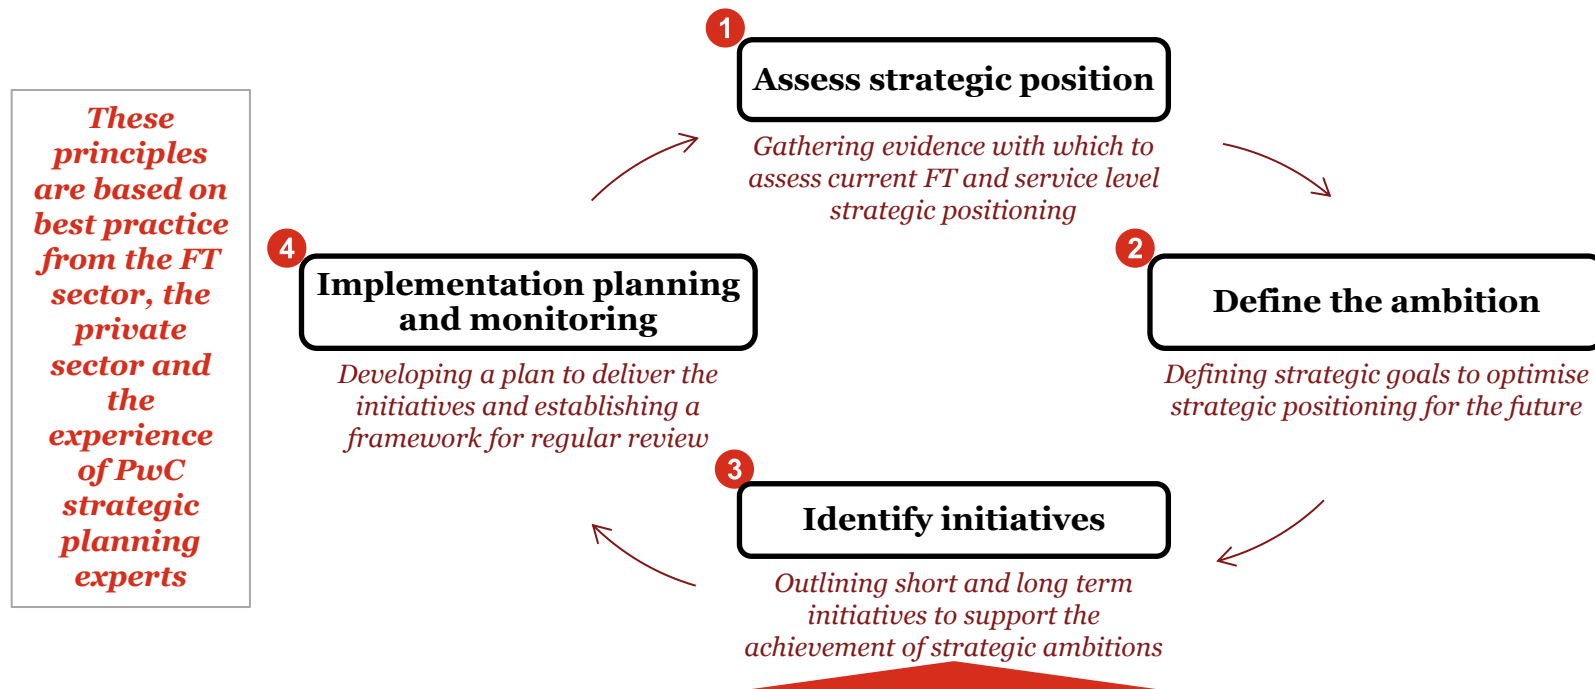 These
principles
are based on
best practice
from the FT
sector, the
private
sector and
the
experience
of PwC
strategic
planning
experts
1
Assess strategic position
Gathering evidence with which to
assess current FT and service level
strategic positioning
2
Define the ambition
Defining strategic goals to optimise
strategic positioning for the future
3
Identify initiatives
Outlining short and long term
initiatives to support the
achievement of strategic ambitions
4
Implementation planning
and monitoring
Developing a plan to deliver the
initiatives and establishing a
framework for regular review